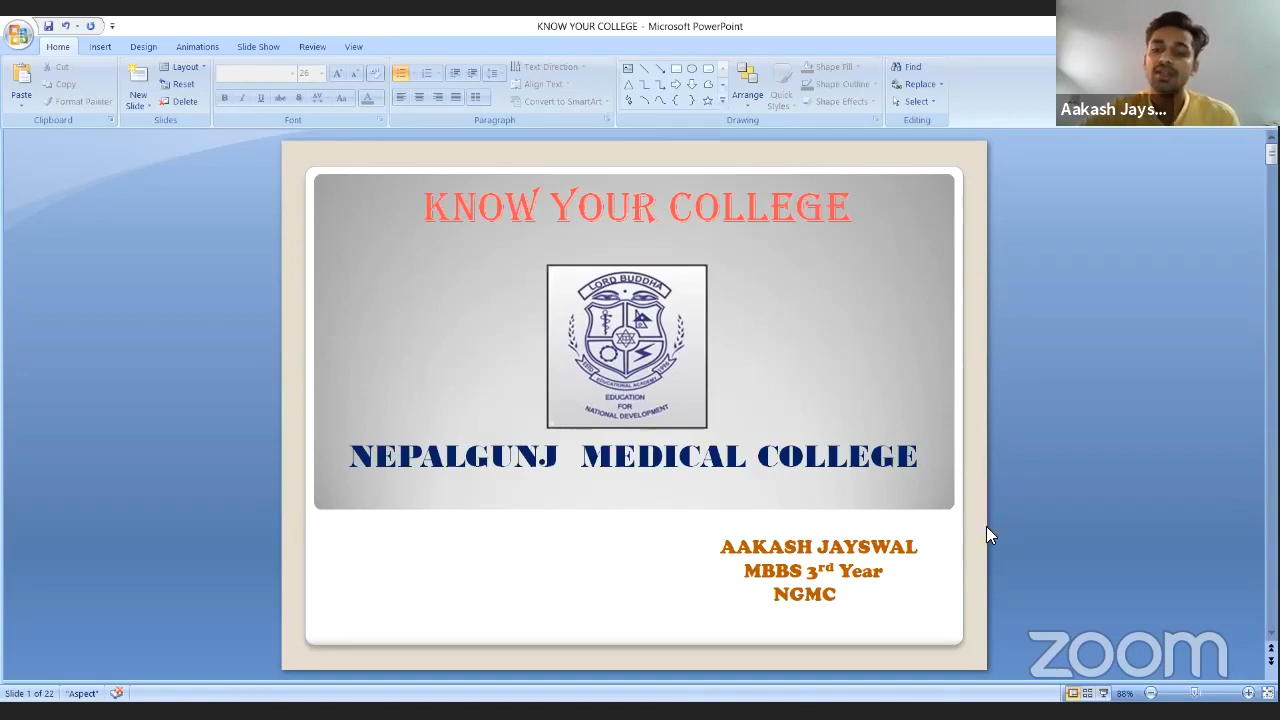 KNOW YOUR COLLEGE - Microsoft PowerPoint
Home Insert Design Animations Slide Show Review View
Paste
Cut
Copy
Format Painter
Clipboard
New
Slide
Layout
Reset
Delete
Slides
26
B I U abc S AV Aa A
Font
Text Direction
Align Text
Convert to SmartArt
Paragraph
Arrange
Quick
Styles
Shape Fill
Shape Outline
Shape Effects
Drawing
Find
Replace
Select
Editing
Aakash Jays...
KNOW YOUR COLLEGE
LORD BUDDHA
EDUCATIONAL ACADEMY
EDUCATION
FOR
NATIONAL DEVELOPMENT
NEPALGUNJ MEDICAL COLLEGE
AAKASH JAYSWAL
MBBS 3rd Year
NGMC
zoom
Slide 1 of 22 "Aspect" 88%